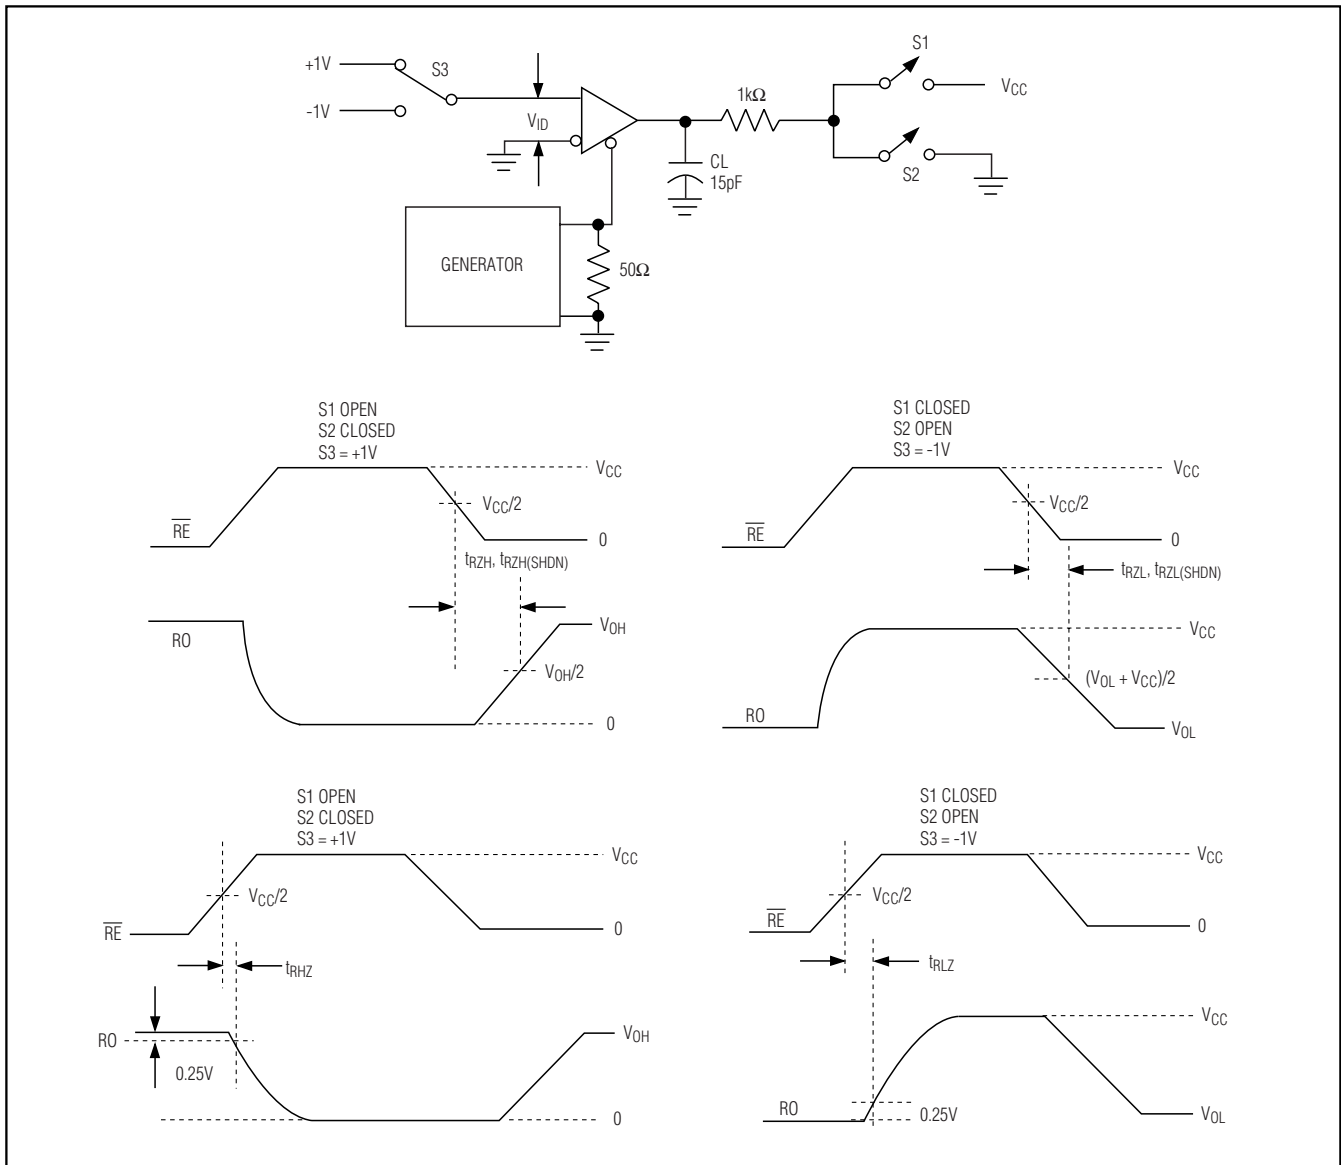 +1V
S3
-1V
V_ID
1kΩ
S1
V_CC
S2
CL
15pF
GENERATOR
50Ω
S1 OPEN
S2 CLOSED
S3 = +1V
V_CC
V_CC/2
R̅E̅
0
t_RZH, t_RZH(SHDN)
RO
V_OH
V_OH/2
0
S1 CLOSED
S2 OPEN
S3 = -1V
V_CC
V_CC/2
R̅E̅
0
t_RZL, t_RZL(SHDN)
V_CC
(V_OL + V_CC)/2
RO
V_OL
S1 OPEN
S2 CLOSED
S3 = +1V
V_CC
V_CC/2
R̅E̅
0
t_RHZ
RO
V_OH
0.25V
0
S1 CLOSED
S2 OPEN
S3 = -1V
V_CC
V_CC/2
R̅E̅
0
t_RLZ
V_CC
RO
0.25V
V_OL